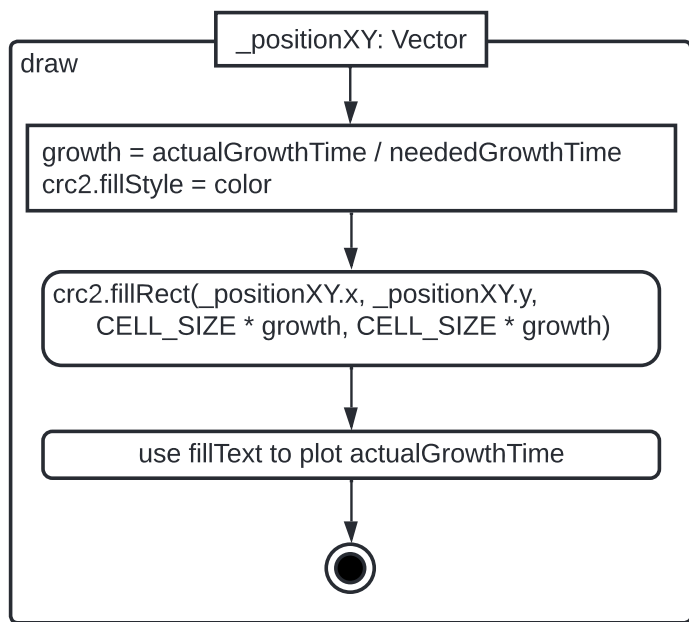 _positionXY: Vector
draw
growth = actualGrowthTime / neededGrowthTime
crc2.fillStyle = color
crc2.fillRect(_positionXY.x, _positionXY.y,
CELL_SIZE * growth, CELL_SIZE * growth)
use fillText to plot actualGrowthTime